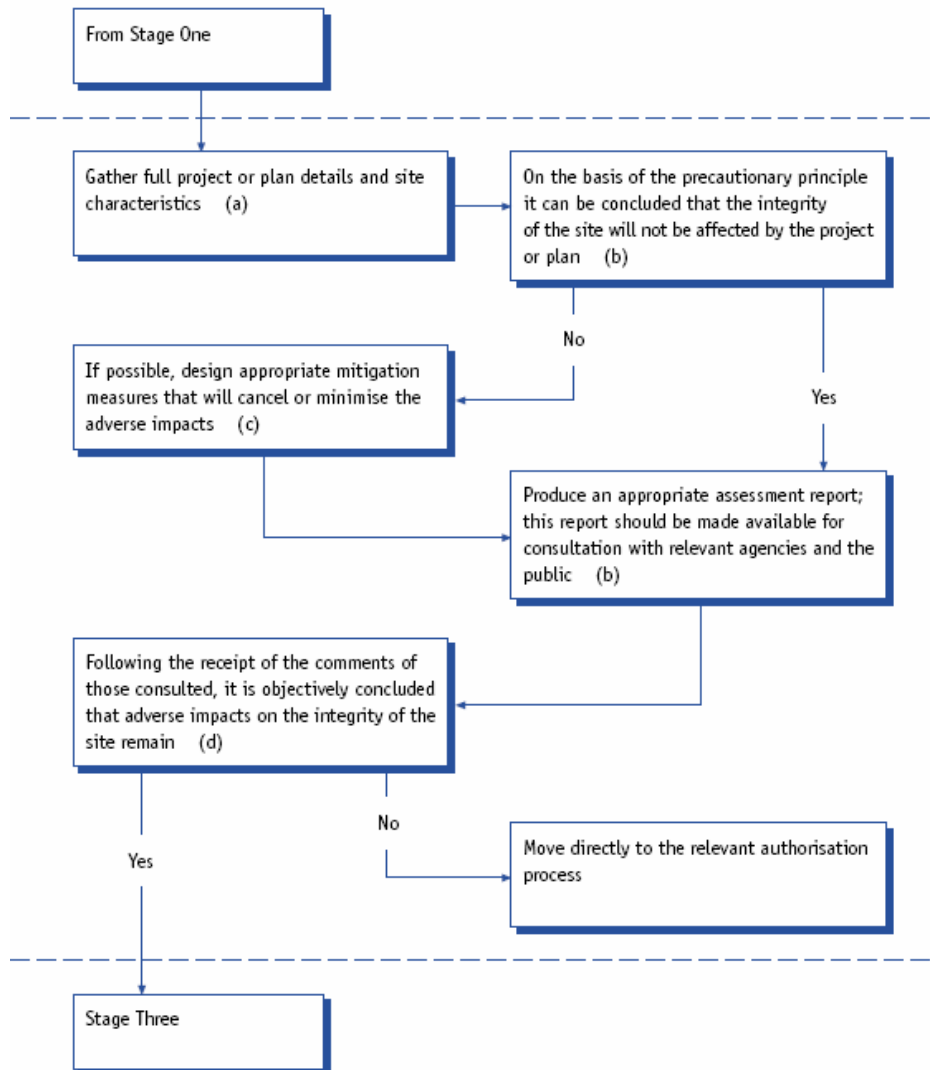 From Stage One
Gather full project or plan details and site
characteristics (a)
On the basis of the precautionary principle
it can be concluded that the integrity
of the site will not be affected by the project
or plan (b)
No
Yes
If possible, design appropriate mitigation
measures that will cancel or minimise the
adverse impacts (c)
Produce an appropriate assessment report;
this report should be made available for
consultation with relevant agencies and the
public (b)
Following the receipt of the comments of
those consulted, it is objectively concluded
that adverse impacts on the integrity of the
site remain (d)
No
Yes
Move directly to the relevant authorisation
process
Stage Three